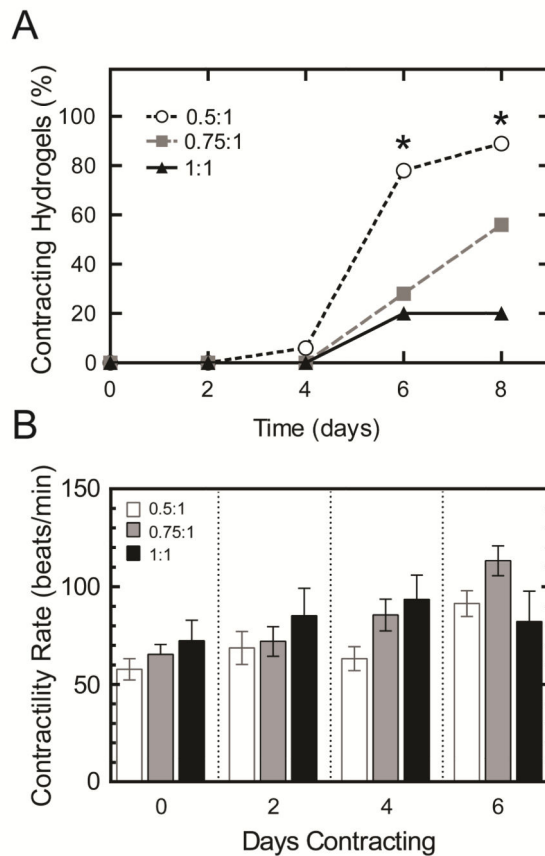 A
Contracting Hydrogels (%)
100
80
60
40
20
0
0.5:1
0.75:1
1:1
*
*
0 2 4 6 8
Time (days)
B
Contractility Rate (beats/min)
150
100
50
0
0.5:1
0.75:1
1:1
0 2 4 6
Days Contracting